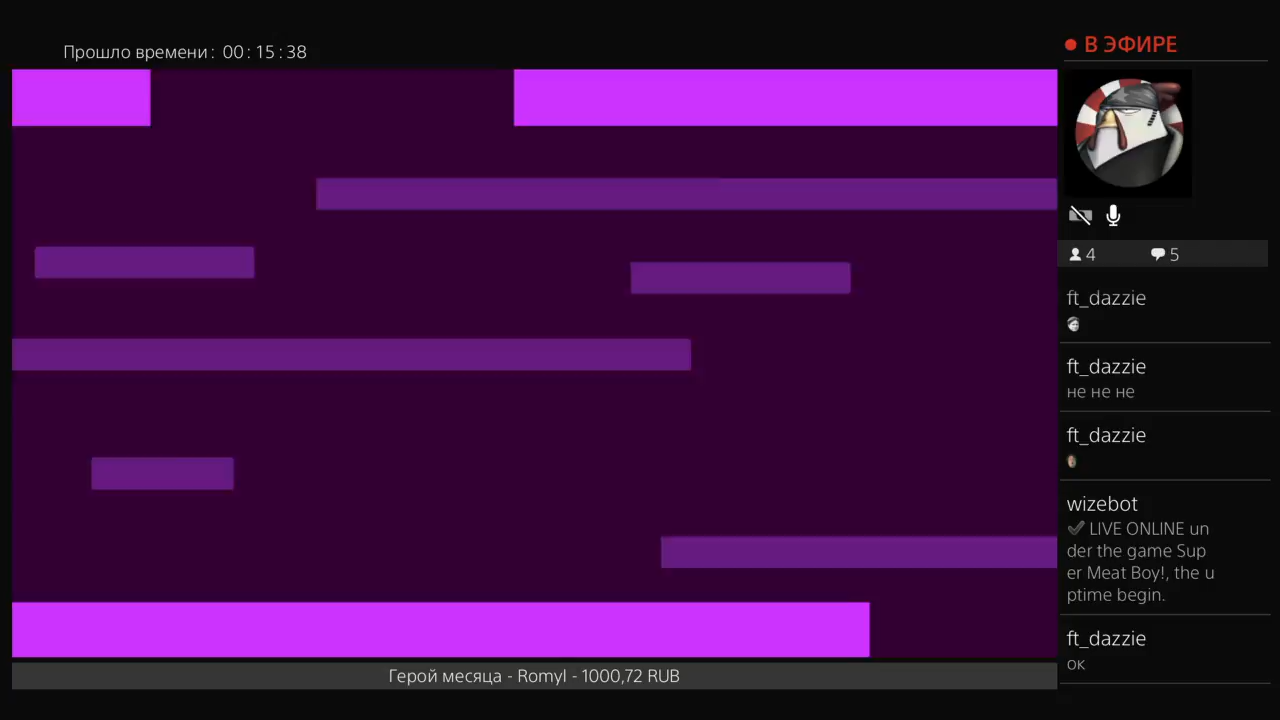 Прошло времени: 00:15:38
В ЭФИРЕ
4
5
ft_dazzie
ft_dazzie
не не не
ft_dazzie
wizebot
✔ LIVE ONLINE un
der the game Sup
er Meat Boy!, the u
ptime begin.
ft_dazzie
ок
Герой месяца - Romyl - 1000,72 RUB